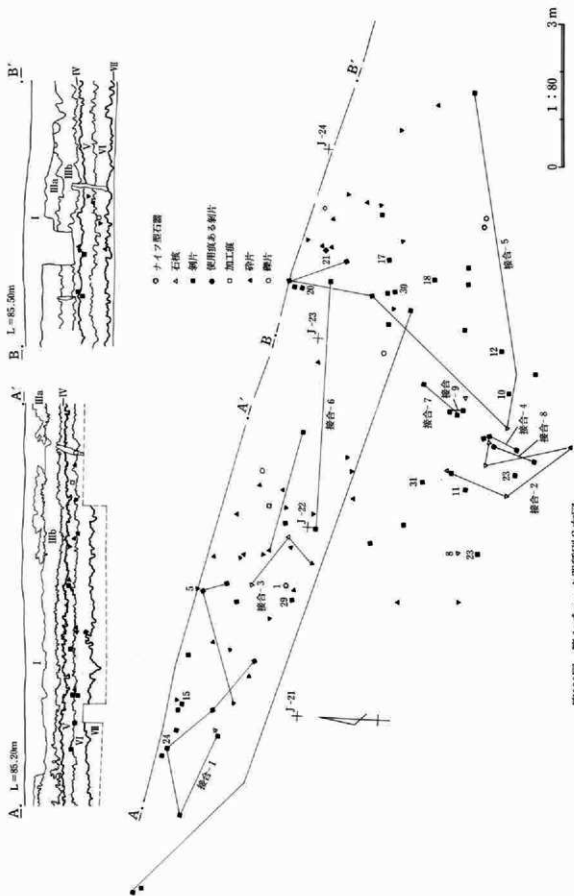 A L=85.20m A'
I
IIIa
IIIb
IV
V
VI
VII
B L=85.50m B'
I
IIIa
IIIb
IV
V
VI
VII
ナイフ型石器
石核
剥片
使用痕ある剥片
加工痕
砕片
礫片
A
A'
B
B'
J-21
J-22
J-23
J-24
接合-1
接合-2
接合-3
接合-4
接合-5
接合-6
接合-7
接合-8
接合-9
24
15
5
29
1
8
23
11
31
23
10
12
18
17
39
20
21
0 1:80 3m